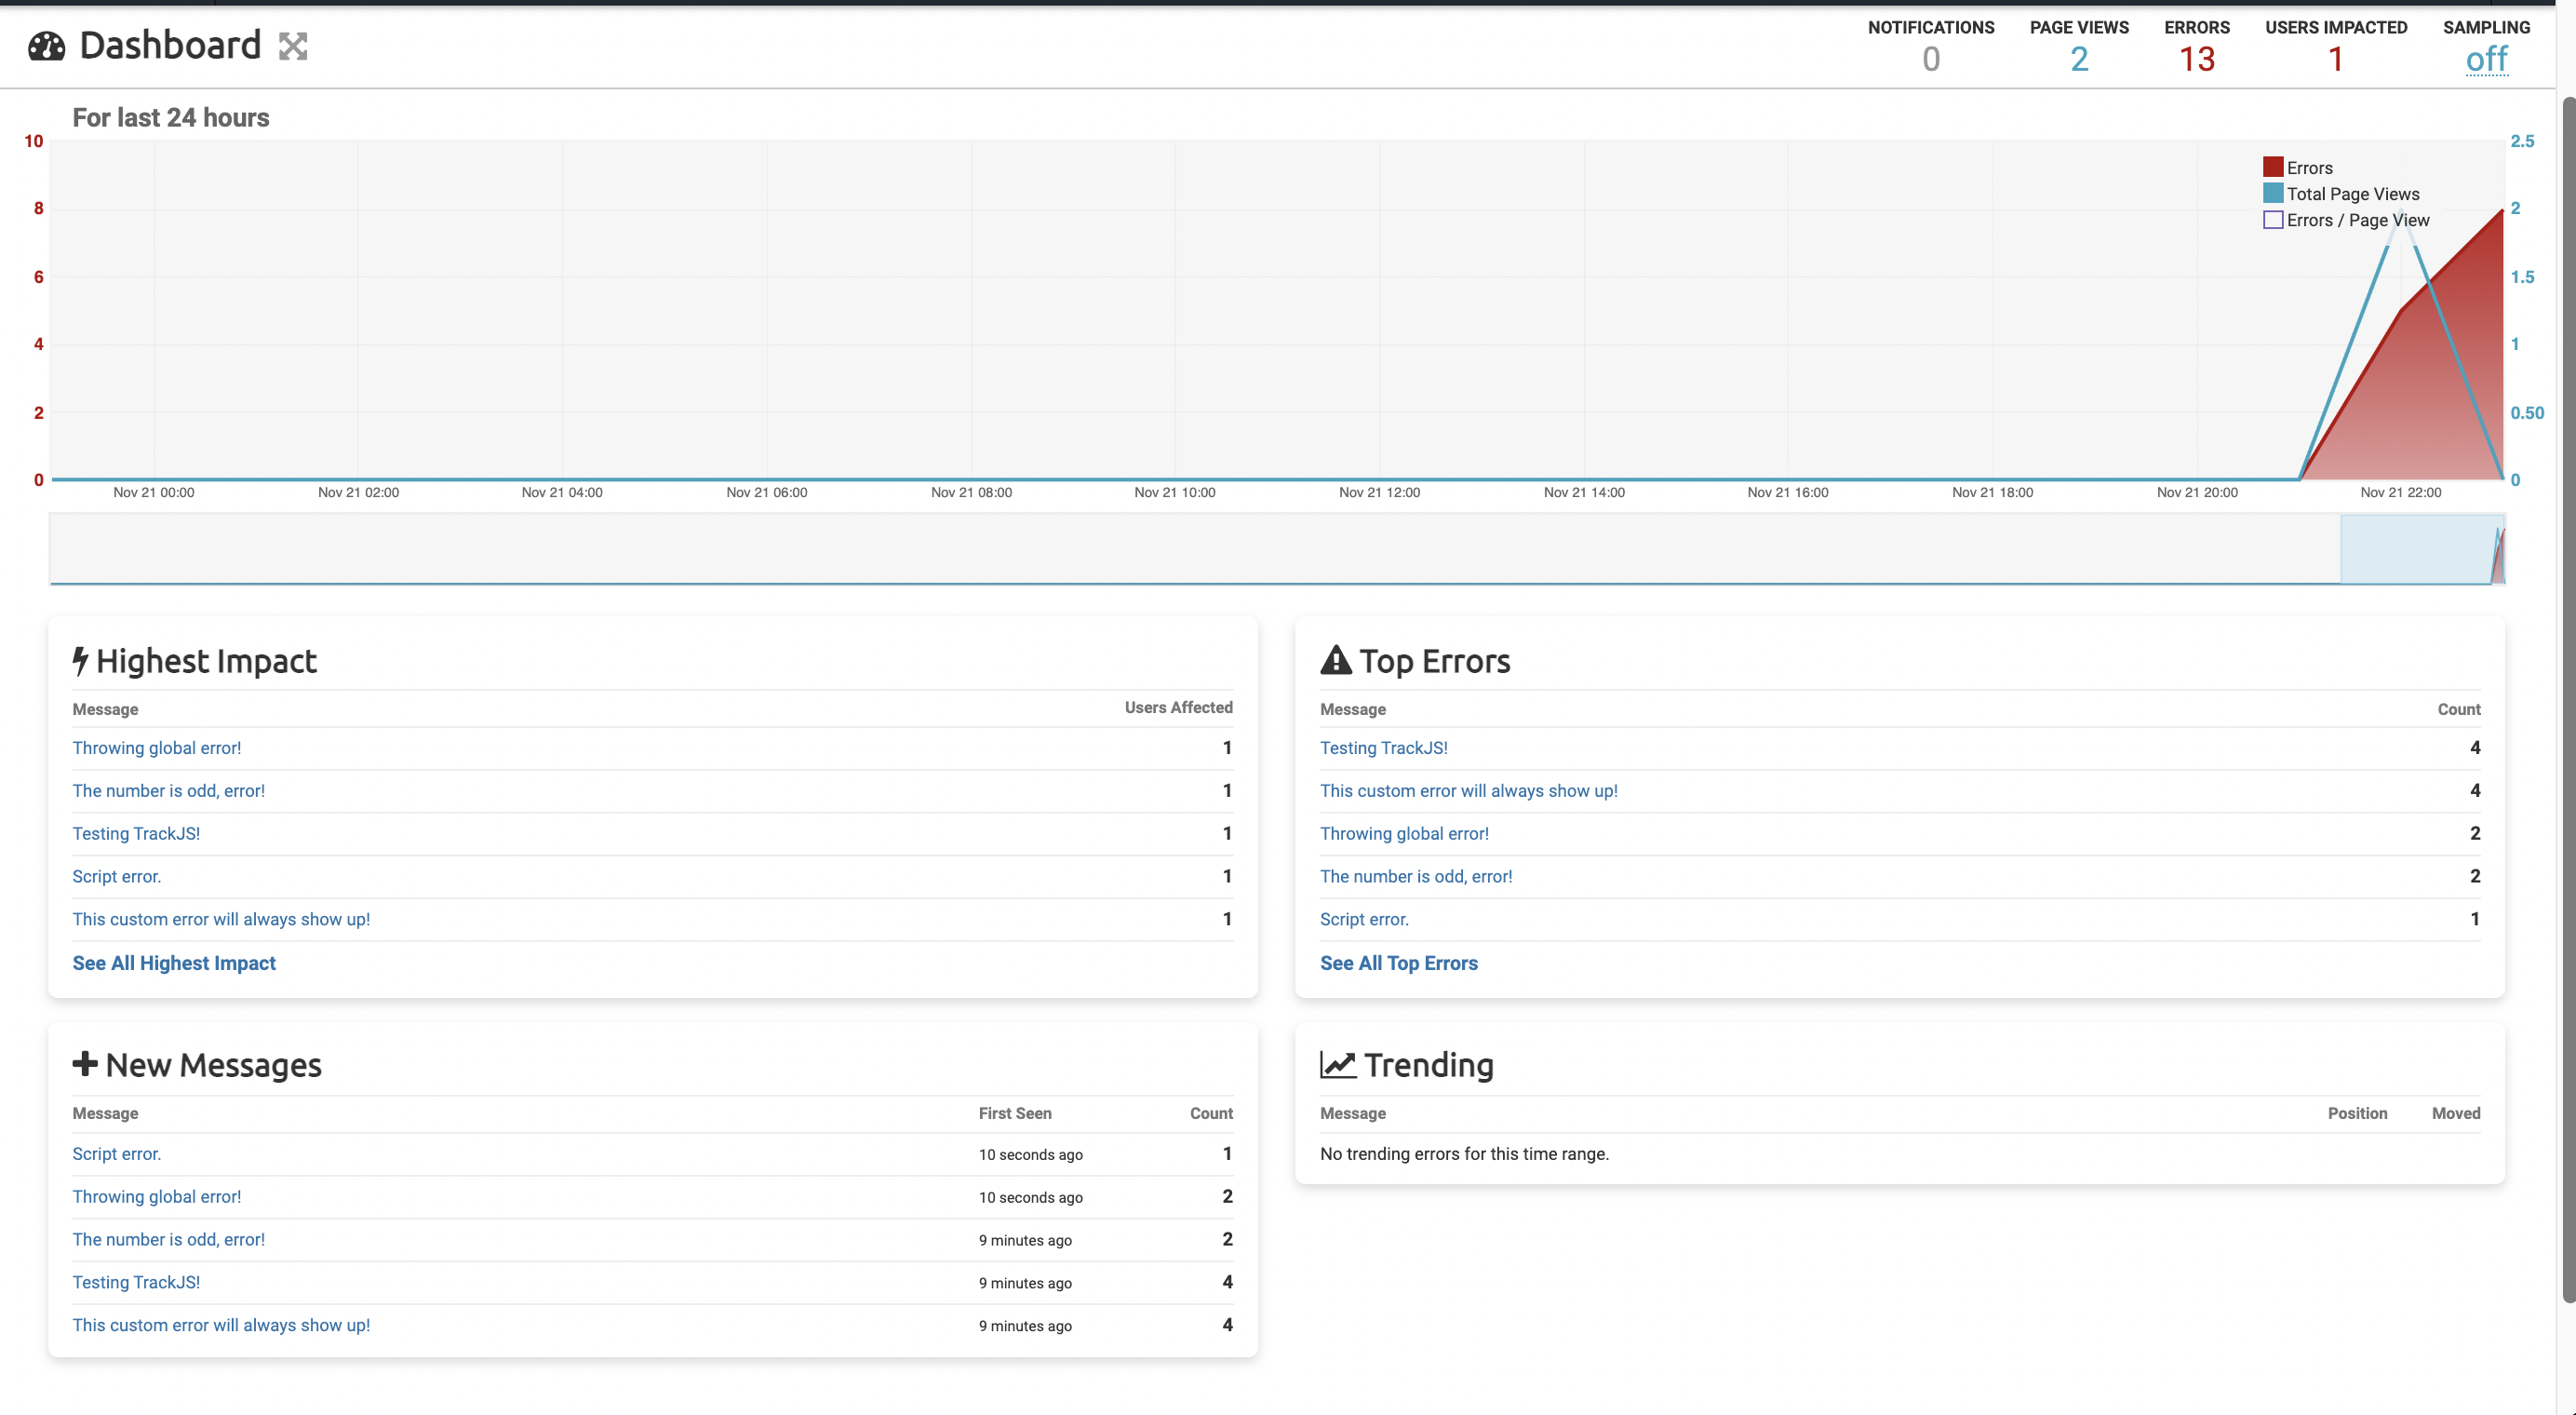 Dashboard
NOTIFICATIONS PAGE VIEWS ERRORS USERS IMPACTED SAMPLING
0 2 13 1 off
For last 24 hours
10 2.5
Errors
Total Page Views
Errors / Page View
8 2
6 1.5
4 1
2 0.50
0 0
Nov 21 00:00 Nov 21 02:00 Nov 21 04:00 Nov 21 06:00 Nov 21 08:00 Nov 21 10:00 Nov 21 12:00 Nov 21 14:00 Nov 21 16:00 Nov 21 18:00 Nov 21 20:00 Nov 21 22:00
Highest Impact
Message Users Affected
Throwing global error! 1
The number is odd, error! 1
Testing TrackJS! 1
Script error. 1
This custom error will always show up! 1
See All Highest Impact
Top Errors
Message Count
Testing TrackJS! 4
This custom error will always show up! 4
Throwing global error! 2
The number is odd, error! 2
Script error. 1
See All Top Errors
New Messages
Message First Seen Count
Script error. 10 seconds ago 1
Throwing global error! 10 seconds ago 2
The number is odd, error! 9 minutes ago 2
Testing TrackJS! 9 minutes ago 4
This custom error will always show up! 9 minutes ago 4
Trending
Message Position Moved
No trending errors for this time range.